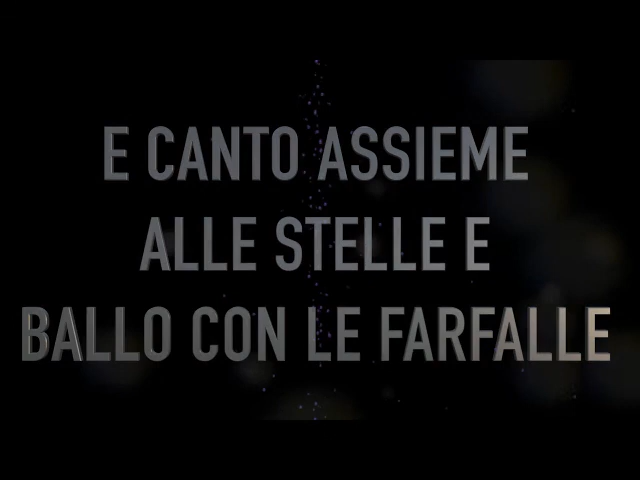 E CANTO ASSIEME
ALLE STELLE E
BALLO CON LE FARFALLE